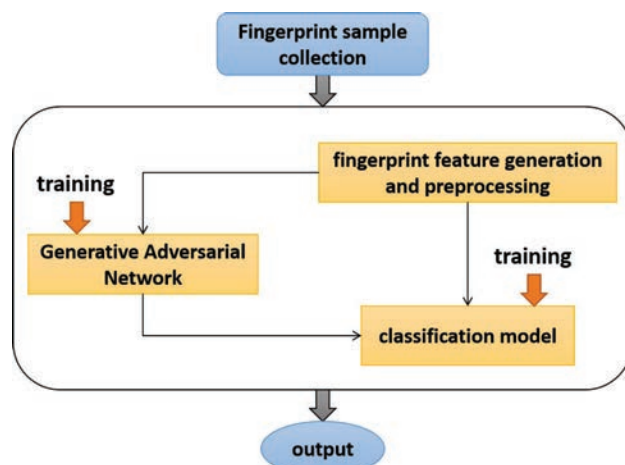 Fingerprint sample
collection
fingerprint feature generation
and preprocessing
training
Generative Adversarial
Network
training
classification model
output